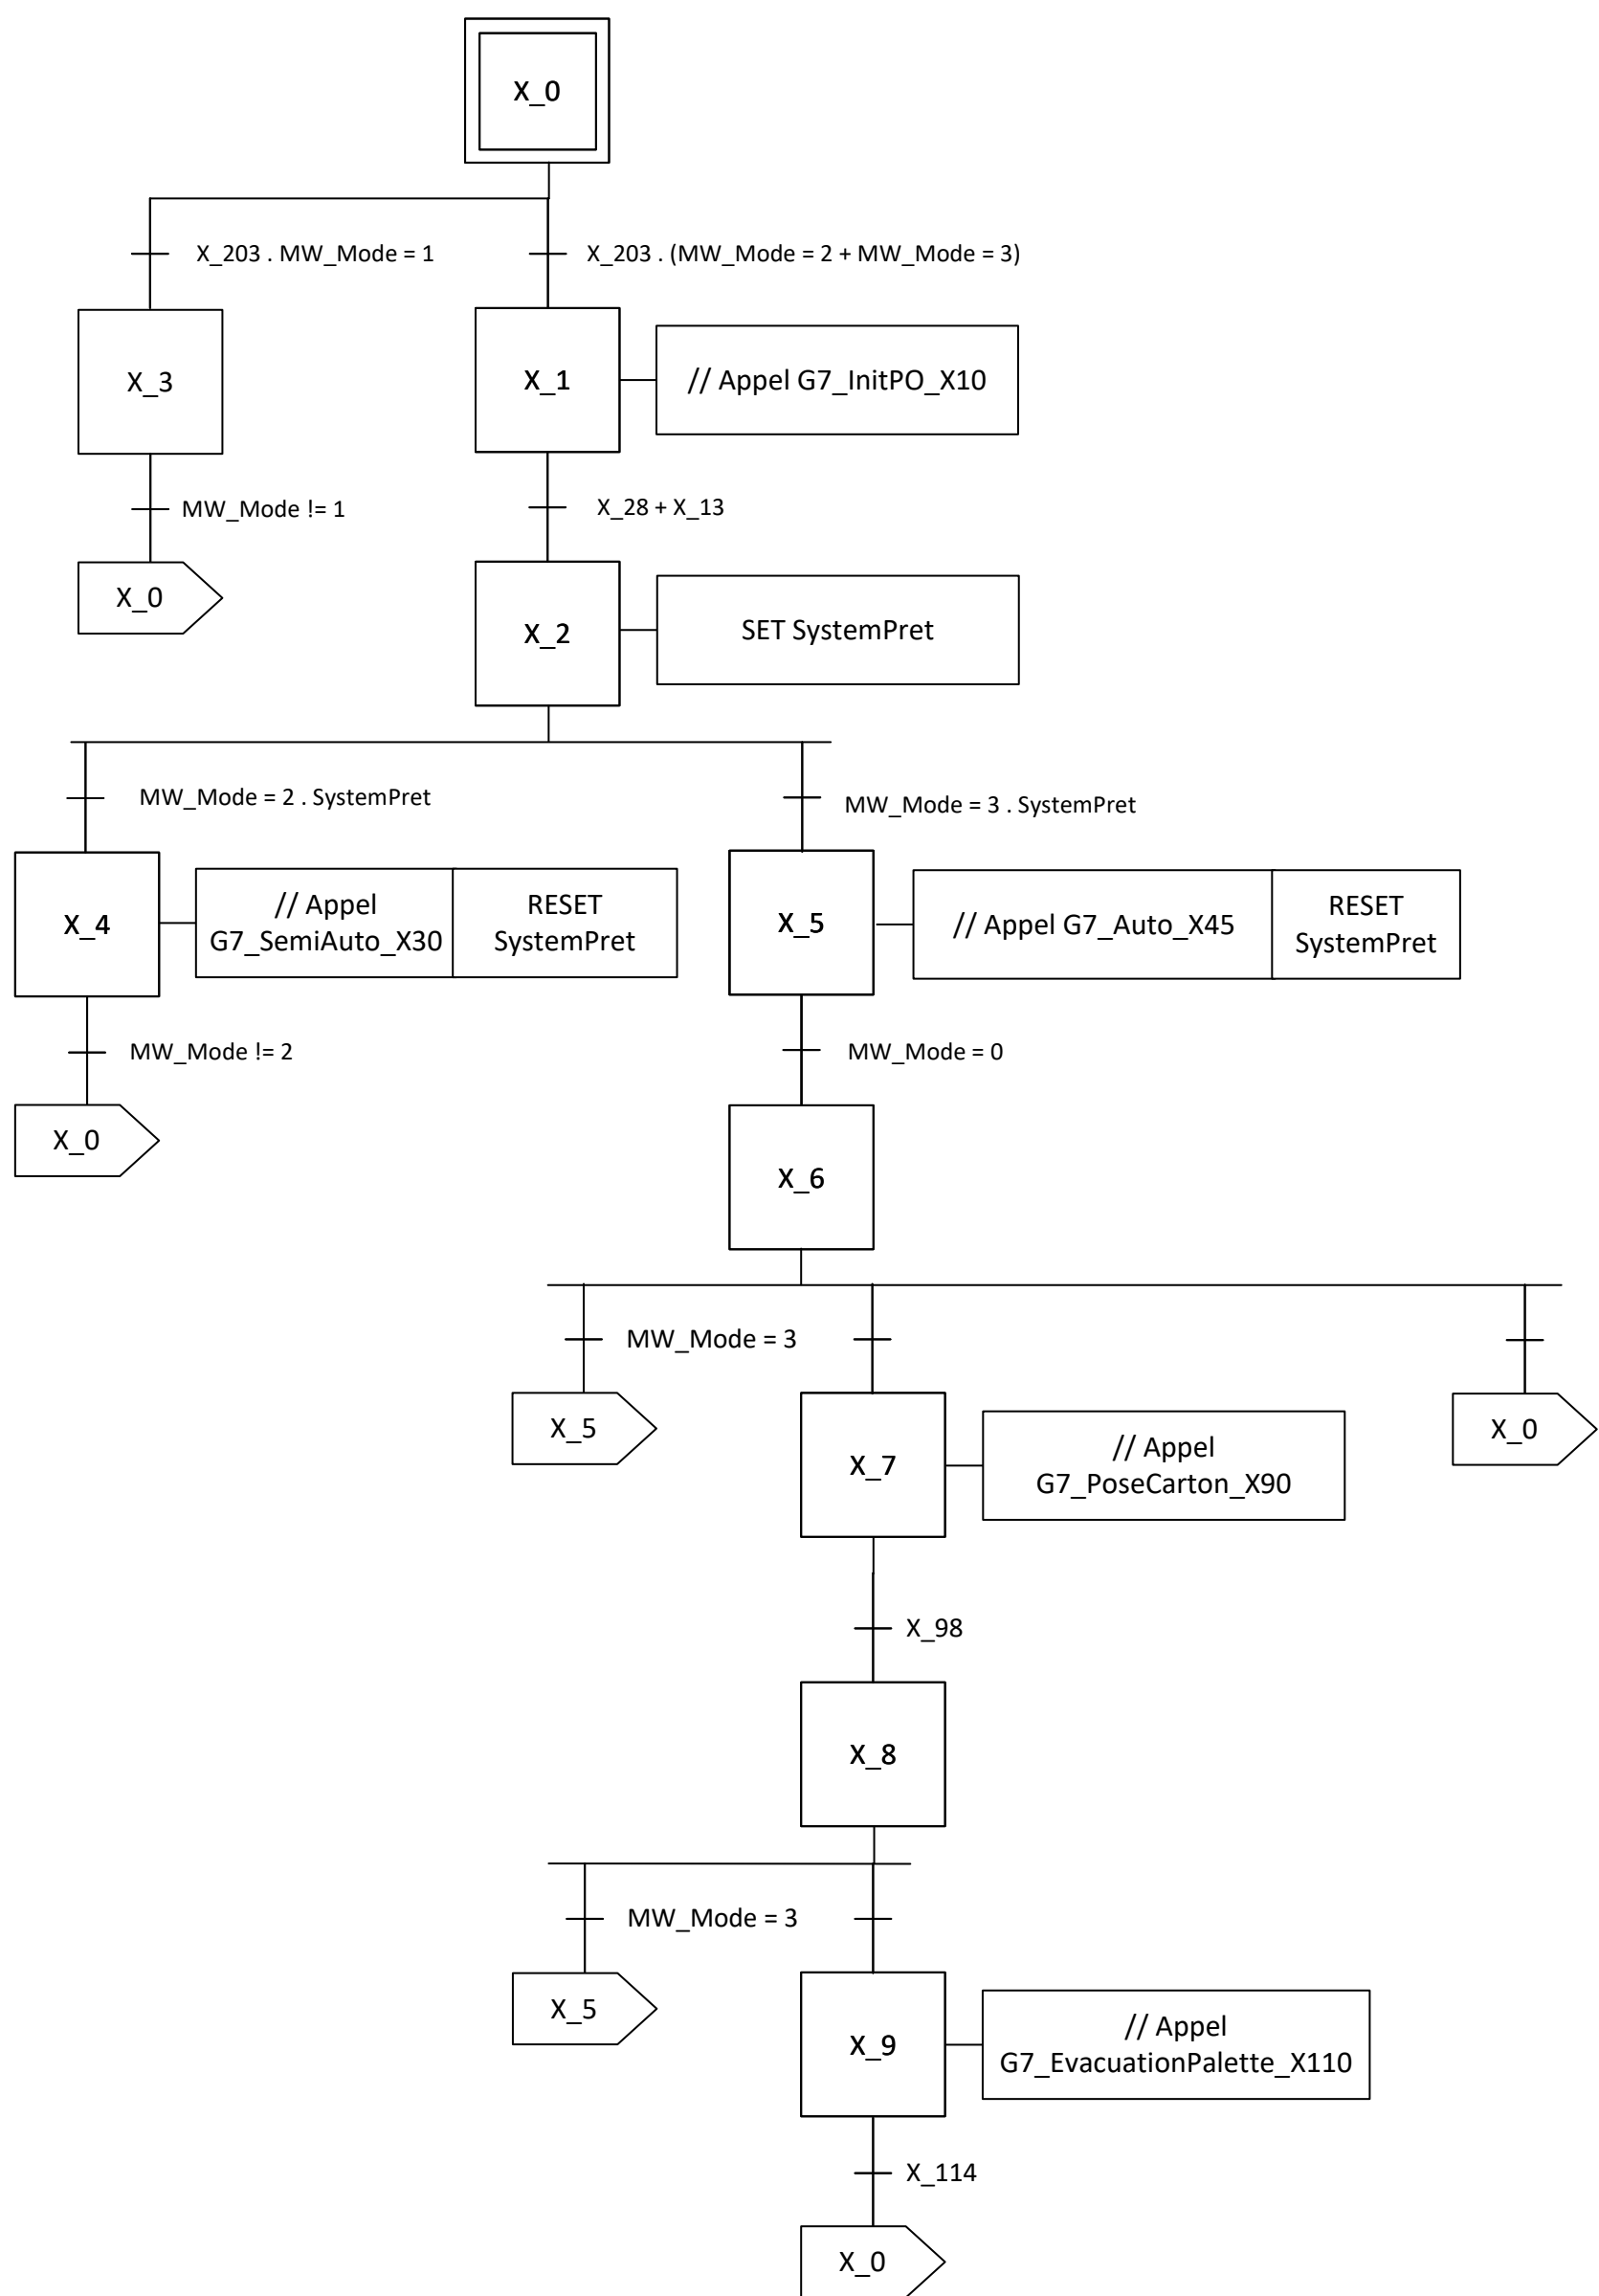 X_0
X_203 . MW_Mode = 1
X_203 . (MW_Mode = 2 + MW_Mode = 3)
X_3
X_1
// Appel G7_InitPO_X10
MW_Mode != 1
X_28 + X_13
X_0
X_2
SET SystemPret
MW_Mode = 2 . SystemPret
MW_Mode = 3 . SystemPret
X_4
// Appel
G7_SemiAuto_X30
RESET
SystemPret
X_5
// Appel G7_Auto_X45
RESET
SystemPret
MW_Mode != 2
MW_Mode = 0
X_0
X_6
MW_Mode = 3
X_5
X_7
// Appel
G7_PoseCarton_X90
X_0
X_98
X_8
MW_Mode = 3
X_5
X_9
// Appel
G7_EvacuationPalette_X110
X_114
X_0